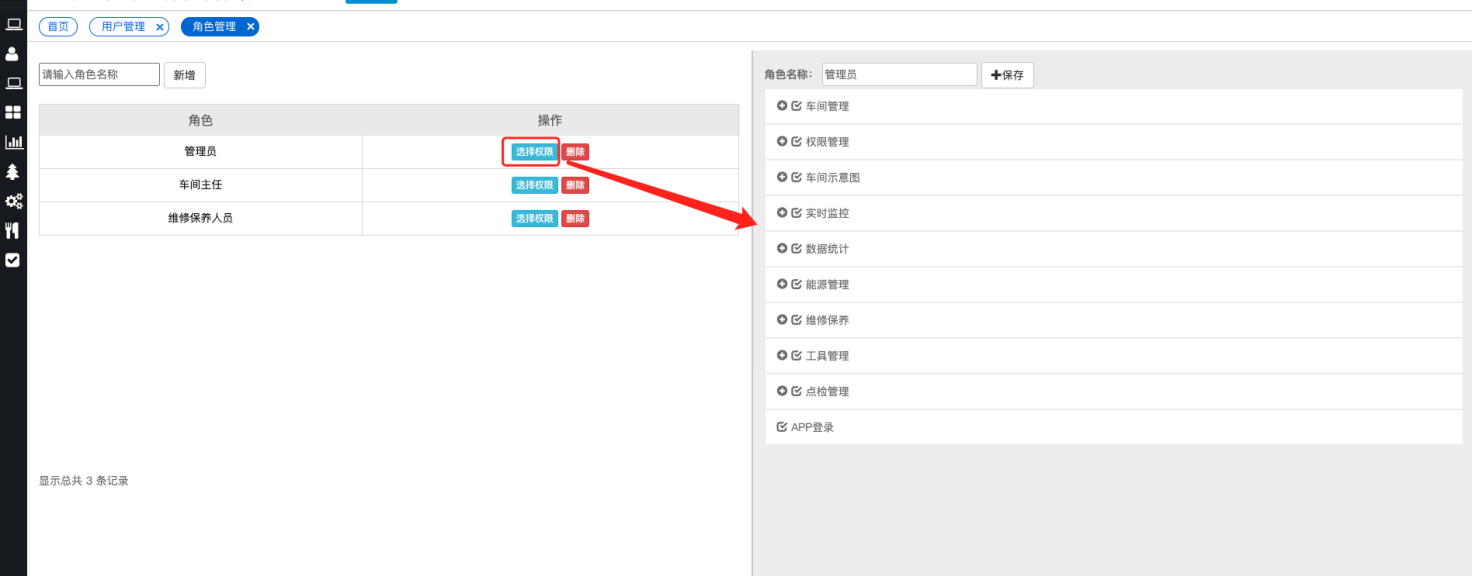 首页 用户管理 × 角色管理 ×
请输入角色名称 新增
角色 操作
管理员 选择权限 删除
车间主任 选择权限 删除
维修保养人员 选择权限 删除
显示总共 3 条记录
角色名称: 管理员 保存
车间管理
权限管理
车间示意图
实时监控
数据统计
能源管理
维修保养
工具管理
点检管理
APP登录